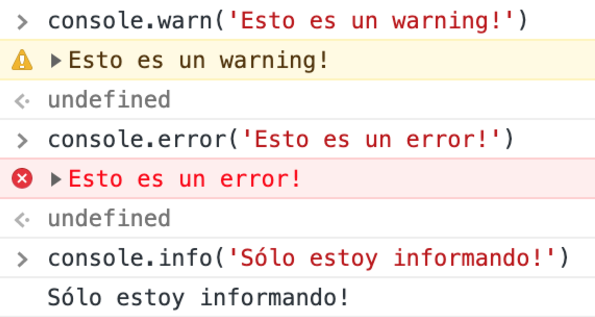 console.warn('Esto es un warning!')
Esto es un warning!
undefined
console.error('Esto es un error!')
Esto es un error!
undefined
console.info('Sólo estoy informando!')
Sólo estoy informando!